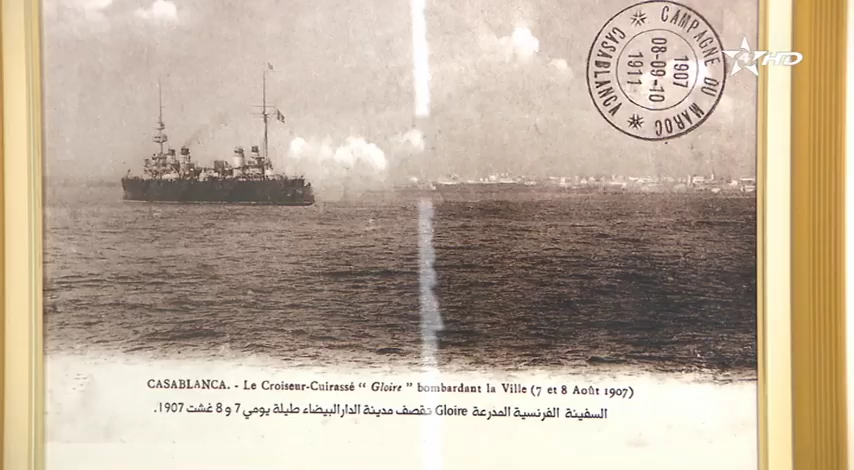 CAMPAGNE DU MAROC
1907
08-09-10
1911
CASABLANCA
HD
CASABLANCA. - Le Croiseur-Cuirassé “ Gloire ” bombardant la Ville (7 et 8 Août 1907)
السفينة الفرنسية المدرعة Gloire تقصف مدينة الدارالبيضاء طيلة يومي 7 و 8 غشت 1907.